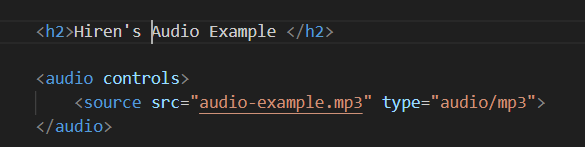 <h2>Hiren's Audio Example </h2>
<audio controls>
<source src="audio-example.mp3" type="audio/mp3">
</audio>